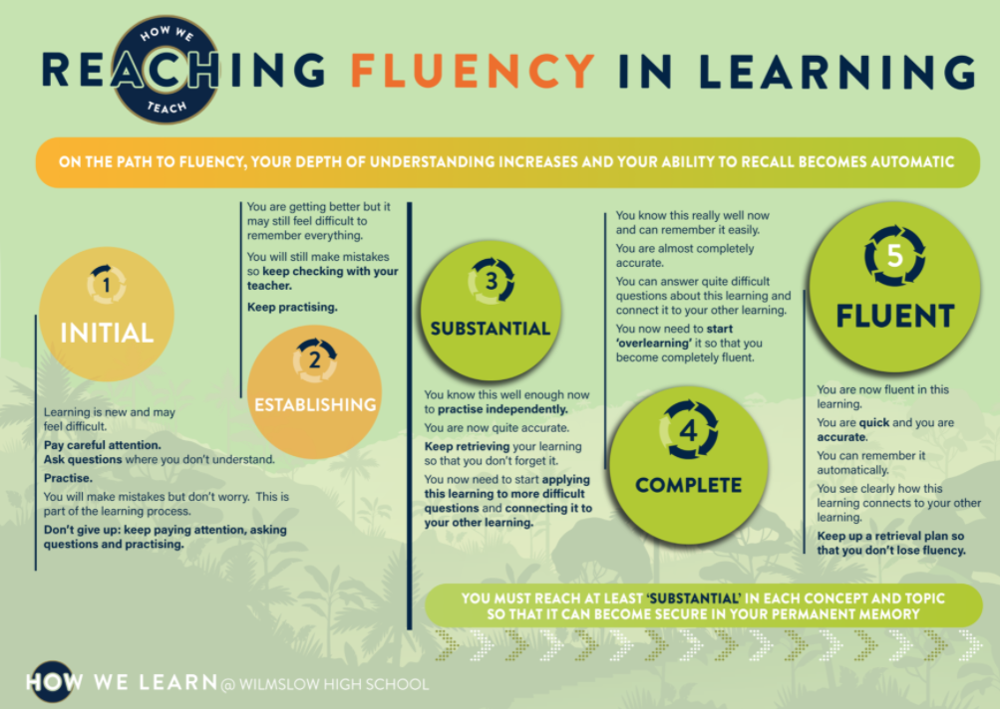 HOW WE
REACHING FLUENCY IN LEARNING
TEACH
ON THE PATH TO FLUENCY, YOUR DEPTH OF UNDERSTANDING INCREASES AND YOUR ABILITY TO RECALL BECOMES AUTOMATIC
1
INITIAL
Learning is new and may
feel difficult.
Pay careful attention.
Ask questions where you don't understand.
Practise.
You will make mistakes but don't worry. This is
part of the learning process.
Don't give up: keep paying attention, asking
questions and practising.
You are getting better but it
may still feel difficult to
remember everything.
You will still make mistakes
so keep checking with your
teacher.
Keep practising.
2
ESTABLISHING
3
SUBSTANTIAL
You know this well enough now
to practise independently.
You are now quite accurate.
Keep retrieving your learning
so that you don't forget it.
You now need to start applying
this learning to more difficult
questions and connecting it to
your other learning.
You know this really well now
and can remember it easily.
You are almost completely
accurate.
You can answer quite difficult
questions about this learning and
connect it to your other learning.
You now need to start
'overlearning' it so that you
become completely fluent.
4
COMPLETE
5
FLUENT
You are now fluent in this
learning.
You are quick and you are
accurate.
You can remember it
automatically.
You see clearly how this
learning connects to your other
learning.
Keep up a retrieval plan so
that you don't lose fluency.
YOU MUST REACH AT LEAST 'SUBSTANTIAL' IN EACH CONCEPT AND TOPIC
SO THAT IT CAN BECOME SECURE IN YOUR PERMANENT MEMORY
HOW WE LEARN @ WILMSLOW HIGH SCHOOL